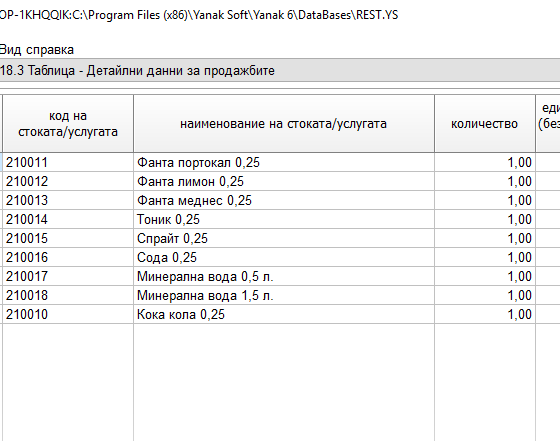 OP-1KHQQIK:C:\Program Files (x86)\Yanak Soft\Yanak 6\DataBases\REST.YS
Вид справка
18.3 Таблица - Детайлни данни за продажбите
код на стоката/услугата наименование на стоката/услугата количество еди (без
210011 Фанта портокал 0,25 1,00
210012 Фанта лимон 0,25 1,00
210013 Фанта меднес 0,25 1,00
210014 Тоник 0,25 1,00
210015 Спрайт 0,25 1,00
210016 Сода 0,25 1,00
210017 Минерална вода 0,5 л. 1,00
210018 Минерална вода 1,5 л. 1,00
210010 Кока кола 0,25 1,00